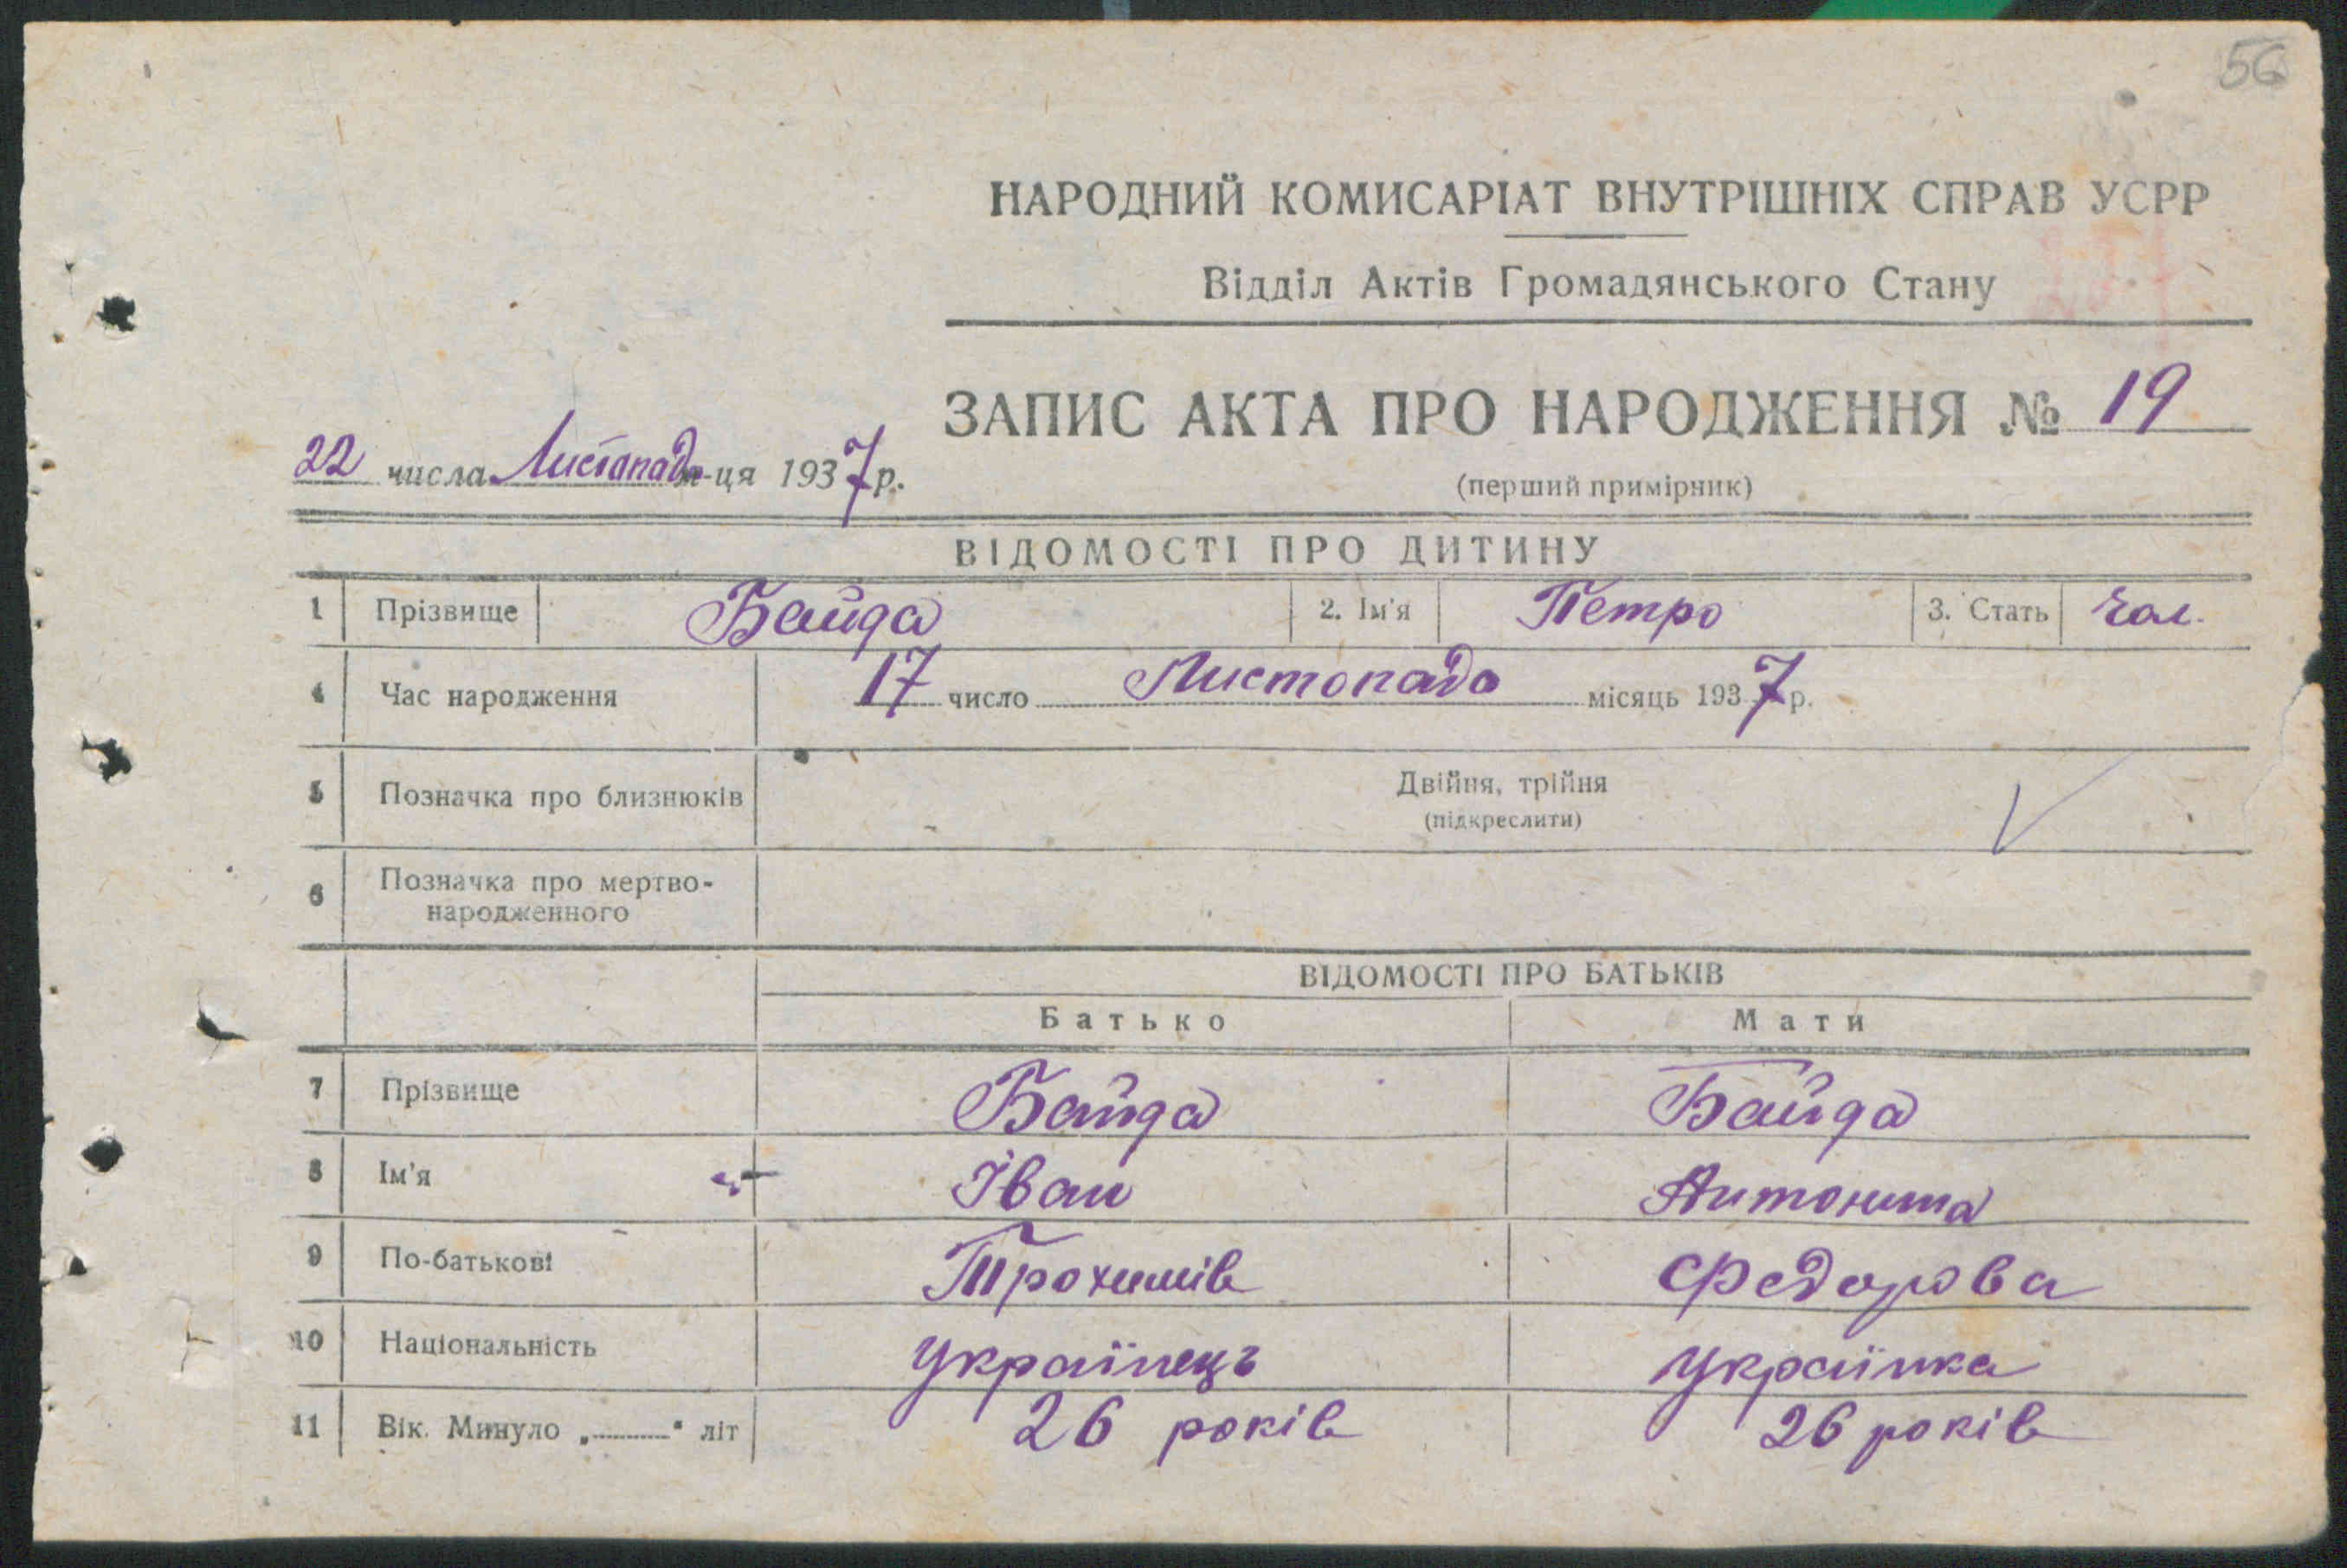 56
НАРОДНИЙ КОМИСАРІАТ ВНУТРІШНІХ СПРАВ УСРР
Відділ Актів Громадянського Стану
ЗАПИС АКТА ПРО НАРОДЖЕННЯ № 19
22 числа Листопада м-ця 1937 р.
(перший примірник)
ВІДОМОСТІ ПРО ДИТИНУ
1 Прізвище Байда 2. Ім'я Петро 3. Стать чол.
4 Час народження 17 число Листопада місяць 1937 р.
5 Позначка про близнюків Двійня, трійня
(підкреслити)
6 Позначка про мертво-
народженного
ВІДОМОСТІ ПРО БАТЬКІВ
Батько Мати
7 Прізвище Байда Байда
8 Ім'я Іван Антонина
9 По-батькові Трохимів Федорова
10 Національність Українець Українка
11 Вік. Минуло „ " літ 26 років 26 років